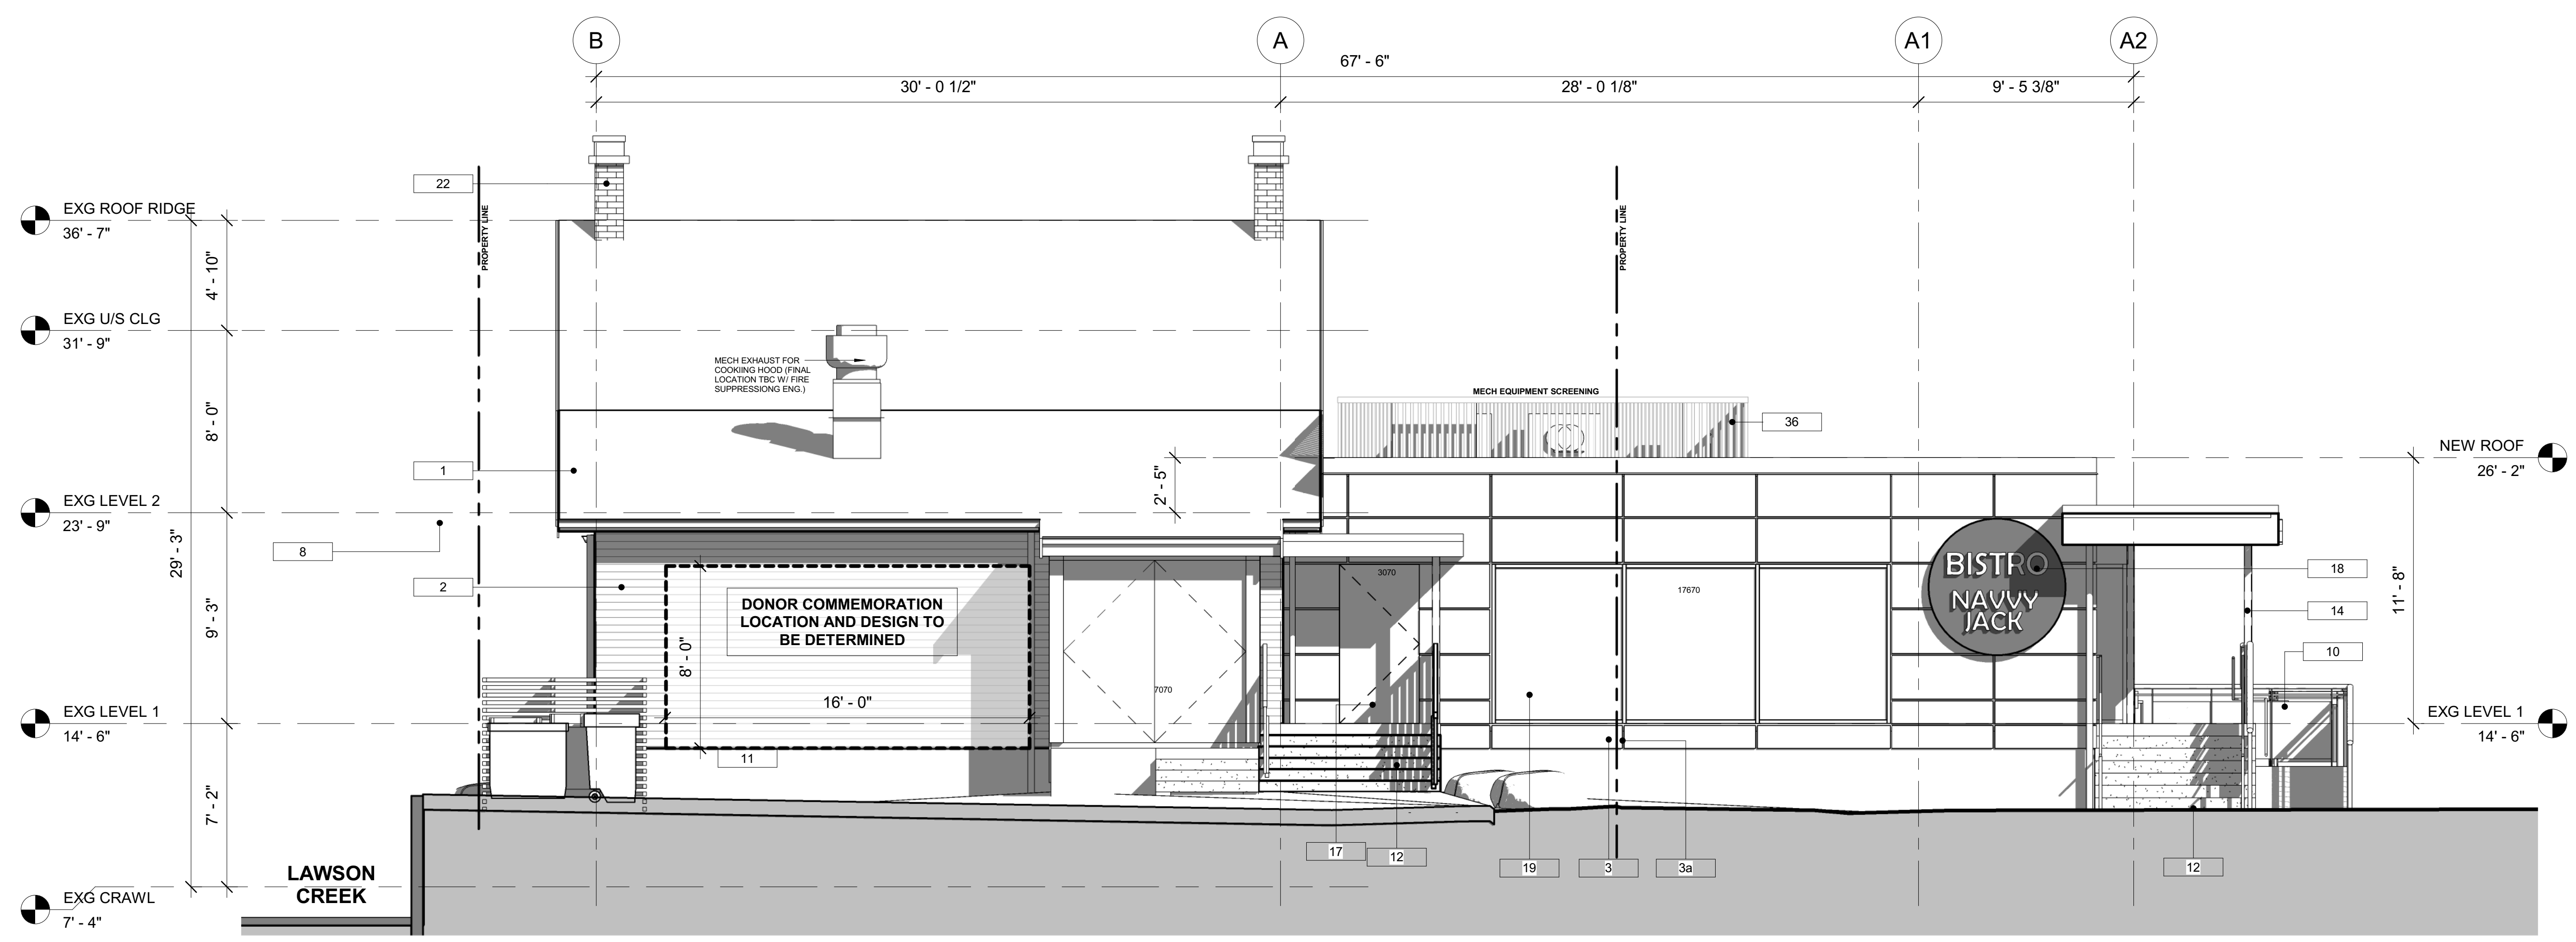 B
A
A1
A2
67' - 6"
30' - 0 1/2"
28' - 0 1/8"
9' - 5 3/8"
22
PROPERTY LINE
PROPERTY LINE
EXG ROOF RIDGE
36' - 7"
4' - 10"
EXG U/S CLG
31' - 9"
MECH EXHAUST FOR
COOKING HOOD (FINAL
LOCATION TBC W/ FIRE
SUPPRESSIONG ENG.)
MECH EQUIPMENT SCREENING
36
8' - 0"
NEW ROOF
26' - 2"
1
2' - 5"
EXG LEVEL 2
23' - 9"
29' - 3"
8
2
BISTRO
NAVVY
JACK
18
14
10
11' - 8"
3070
17670
7070
DONOR COMMEMORATION
LOCATION AND DESIGN TO
BE DETERMINED
9' - 3"
8' - 0"
16' - 0"
EXG LEVEL 1
14' - 6"
EXG LEVEL 1
14' - 6"
11
7' - 2"
17
12
19
3
3a
12
LAWSON
CREEK
EXG CRAWL
7' - 4"